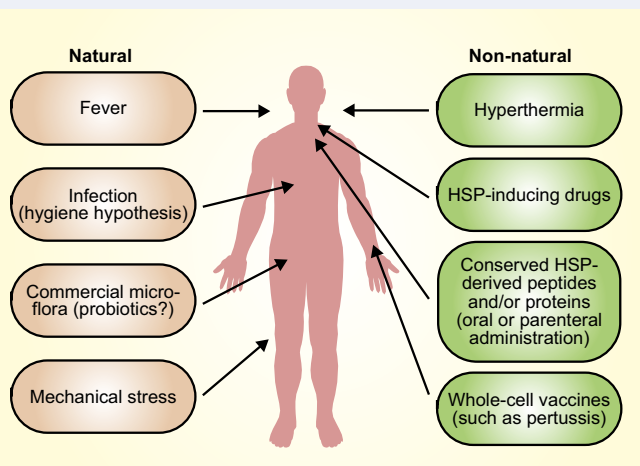 Natural
Fever
Infection
(hygiene hypothesis)
Commercial micro-
flora (probiotics?)
Mechanical stress
Non-natural
Hyperthermia
HSP-inducing drugs
Conserved HSP-
derived peptides
and/or proteins
(oral or parenteral
administration)
Whole-cell vaccines
(such as pertussis)